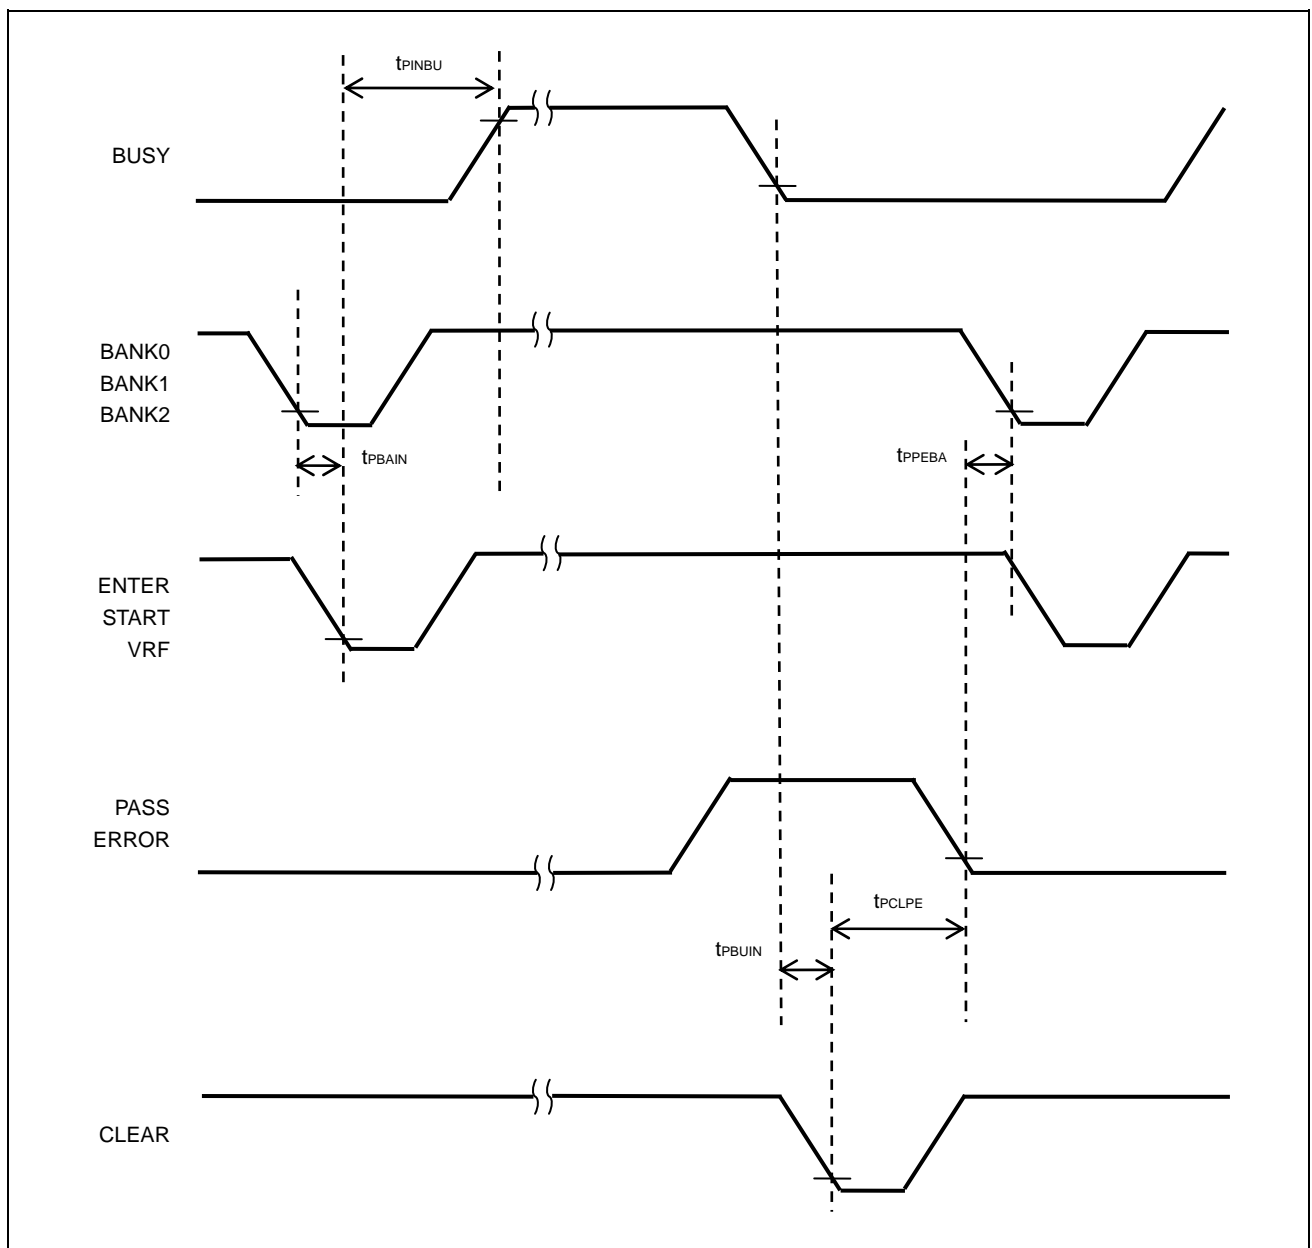 tPINBU
BUSY
BANK0
BANK1
BANK2
tPBAIN
tPPEBA
ENTER
START
VRF
PASS
ERROR
tPCLPE
tPBUIN
CLEAR